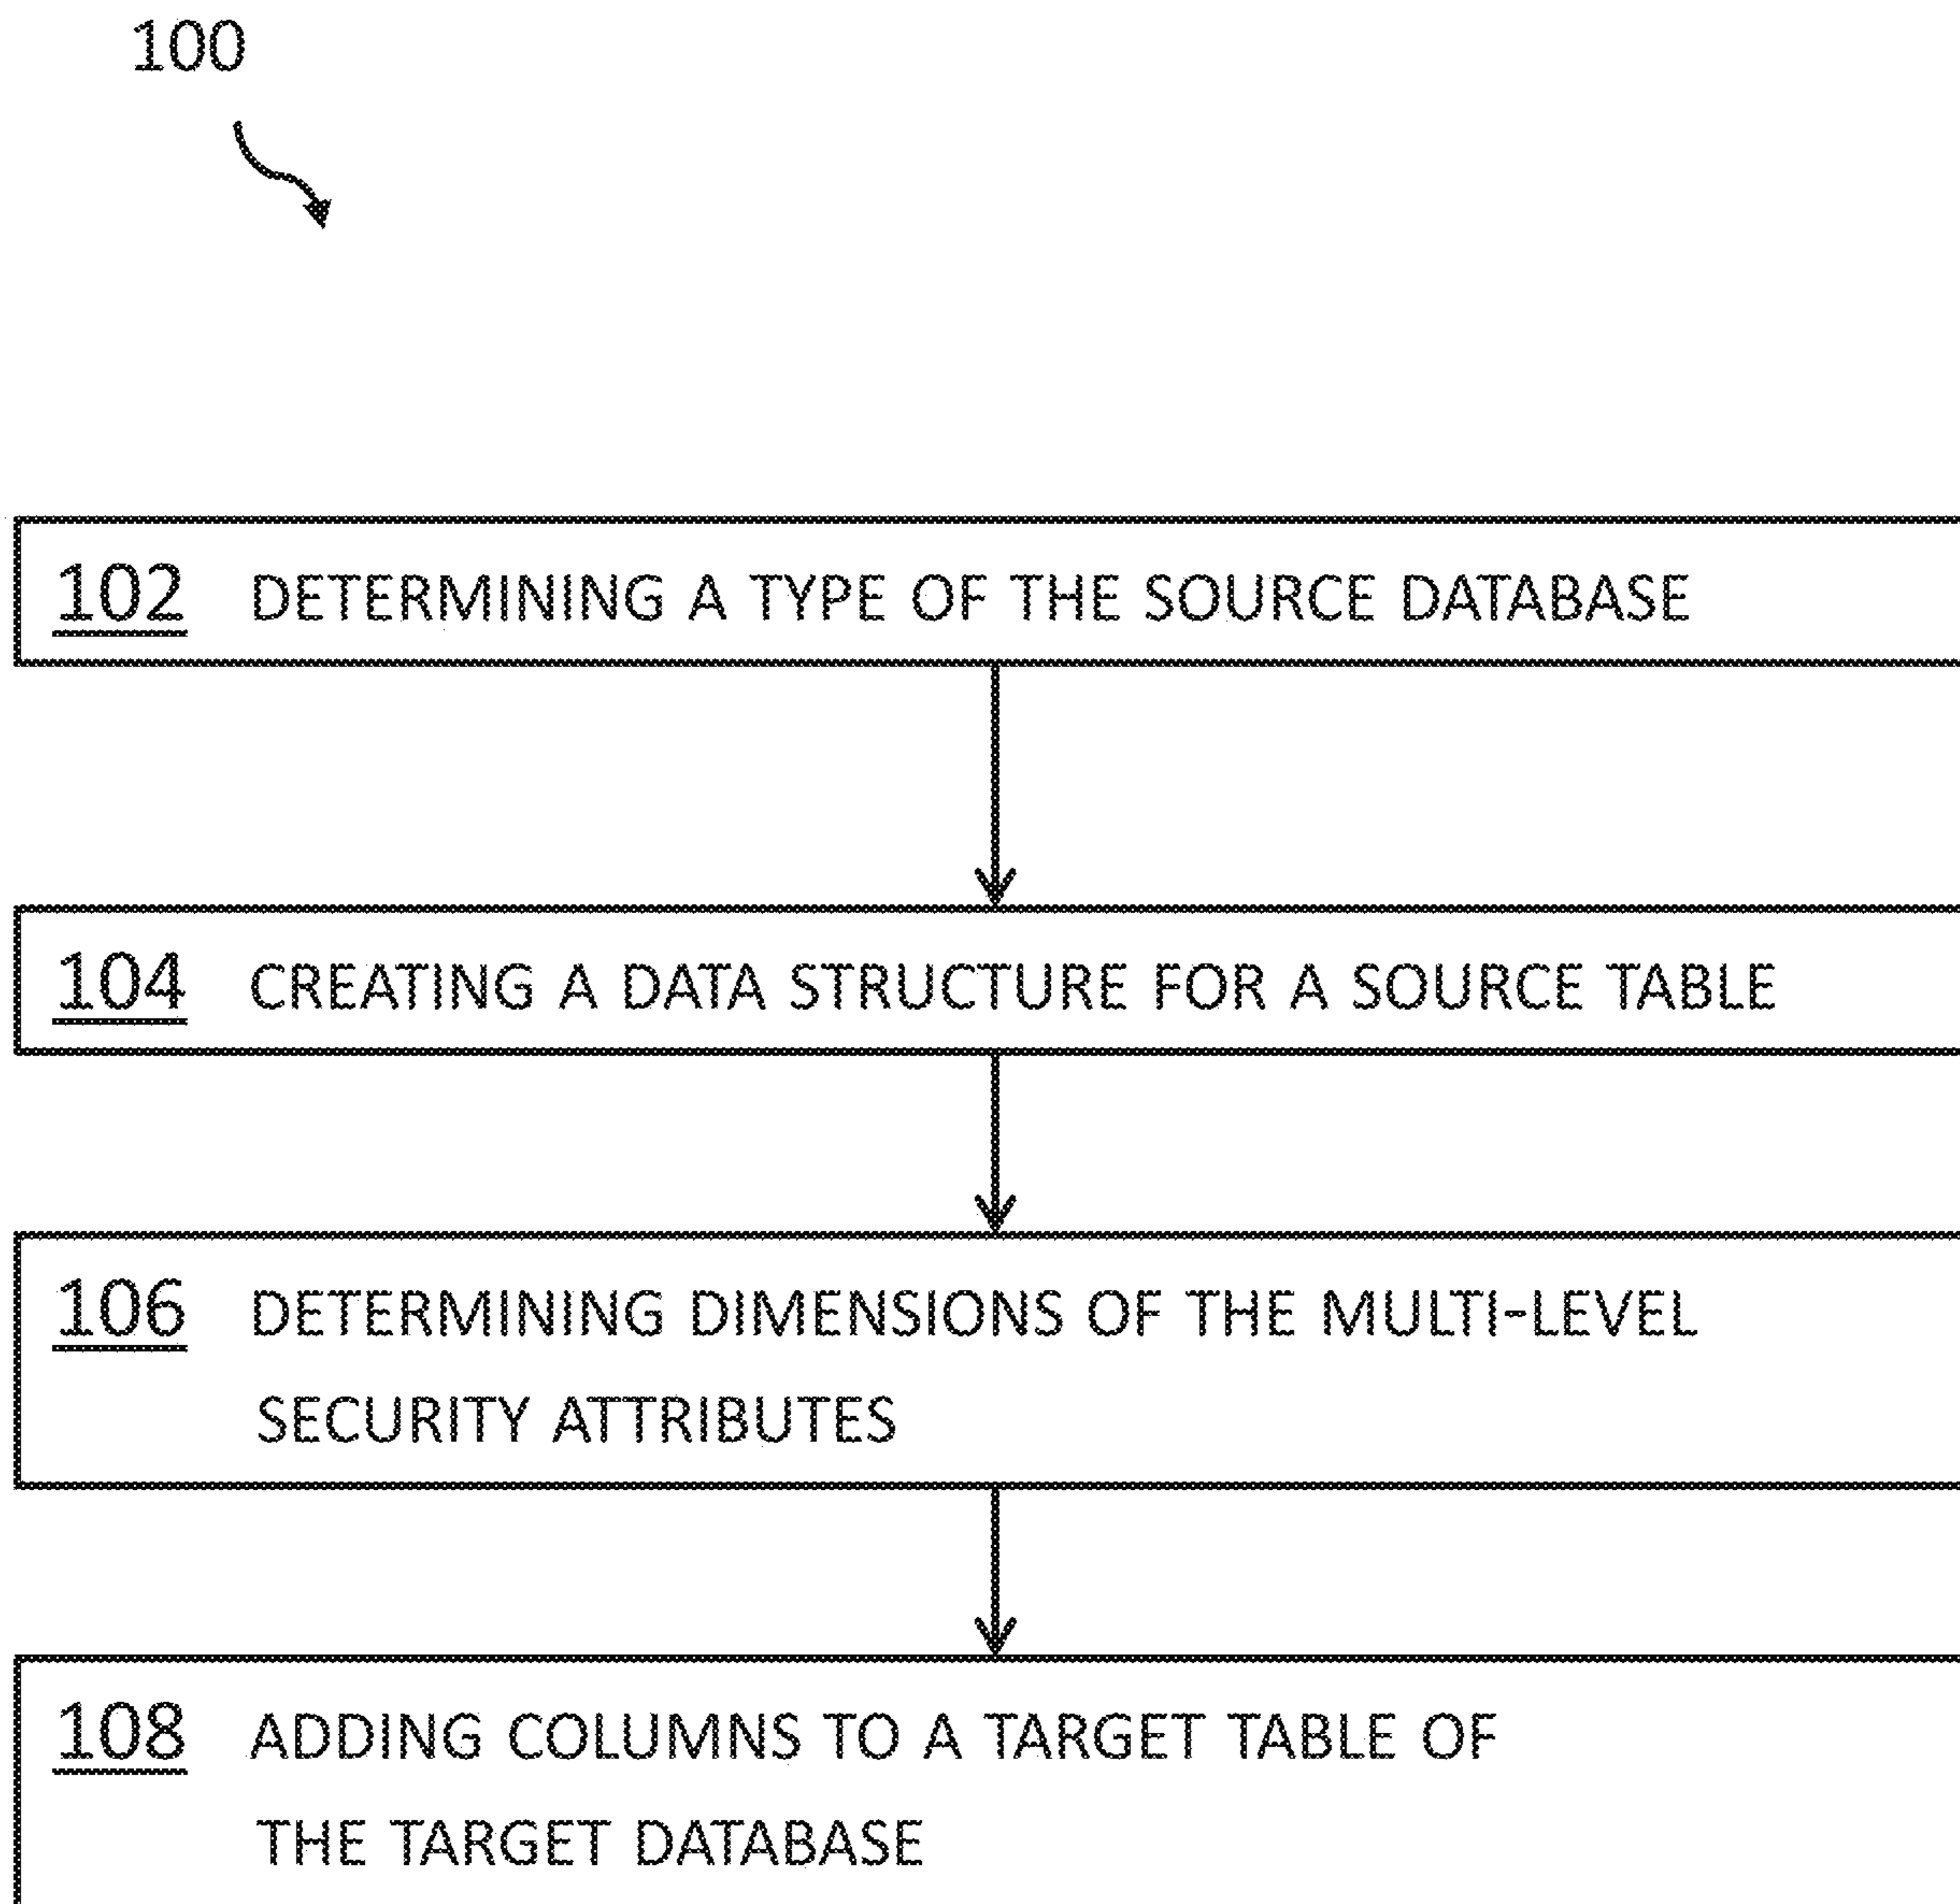 100
102 DETERMINING A TYPE OF THE SOURCE DATABASE
104 CREATING A DATA STRUCTURE FOR A SOURCE TABLE
106 DETERMINING DIMENSIONS OF THE MULTI-LEVEL
SECURITY ATTRIBUTES
108 ADDING COLUMNS TO A TARGET TABLE OF
THE TARGET DATABASE